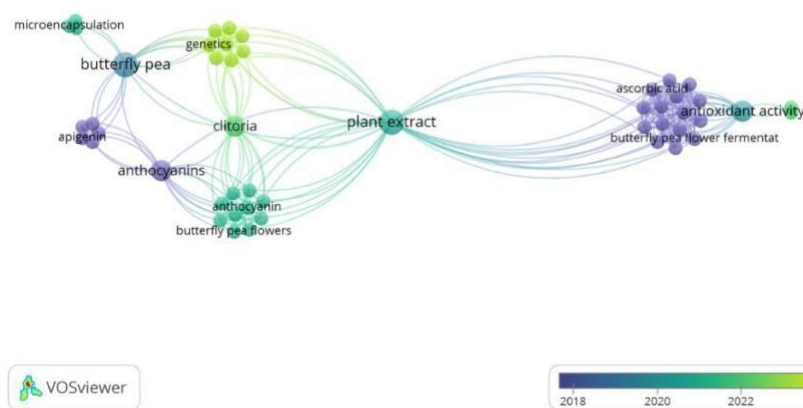 microencapsulation
genetics
butterfly pea
ascorbic acid
antioxidant activity
plant extract
clitoria
apigenin
butterfly pea flower fermentat
anthocyanins
anthocyanin
butterfly pea flowers
VOSviewer
2018 2020 2022